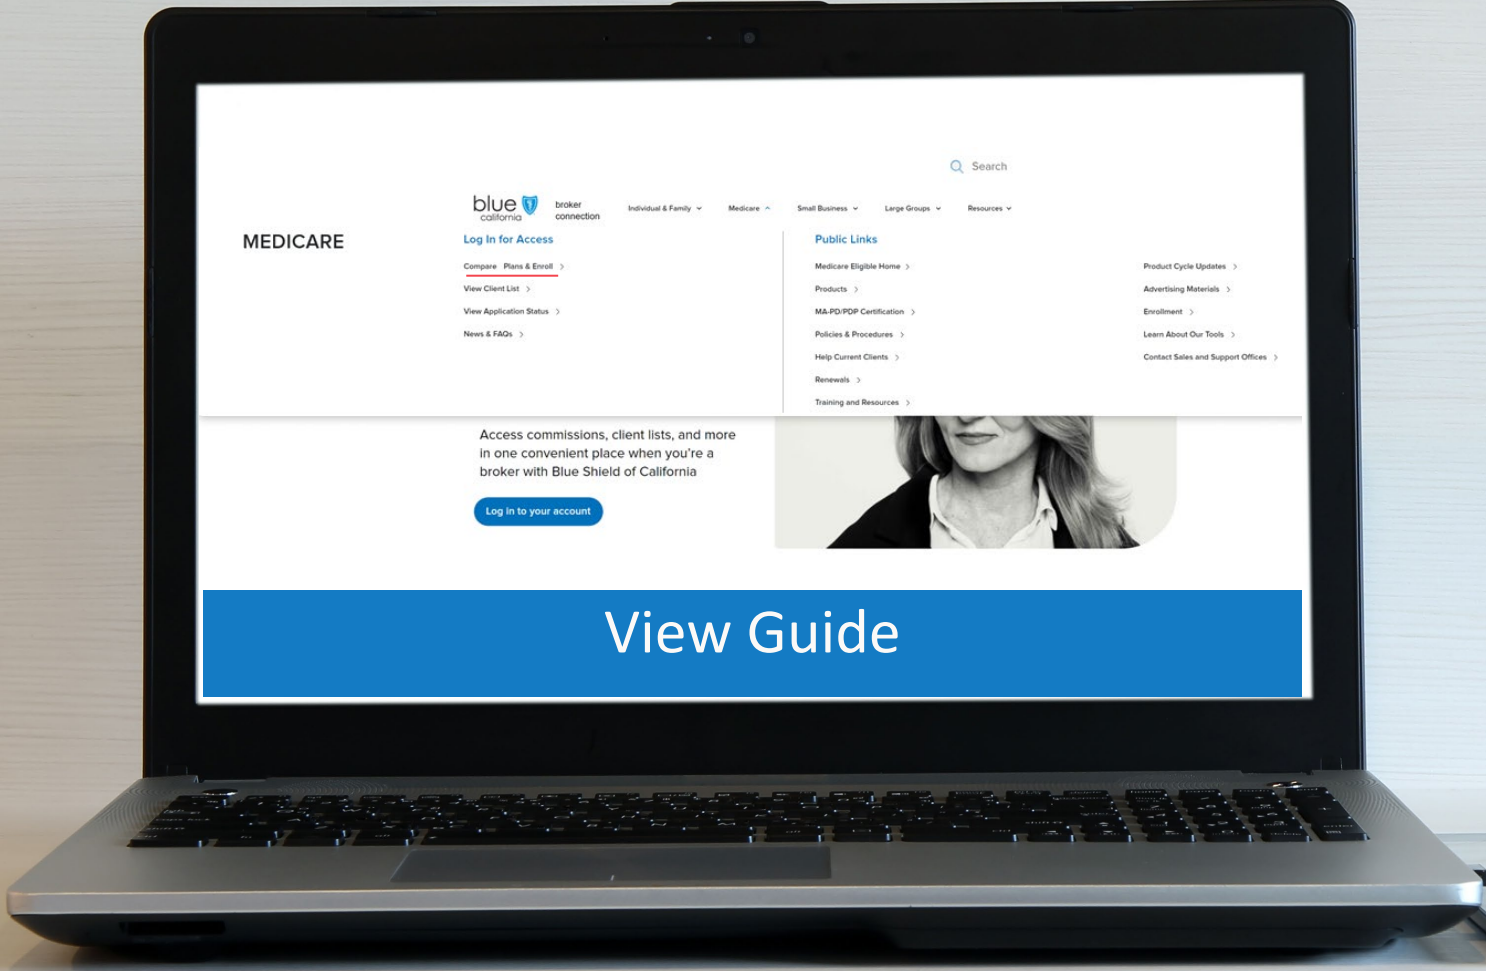 Search
blue
california
broker
connection
Individual & Family
Medicare
Small Business
Large Groups
Resources
MEDICARE
Log In for Access
Compare Plans & Enroll
View Client List
View Application Status
News & FAQs
Public Links
Medicare Eligible Home
Products
MA-PD/PDP Certification
Policies & Procedures
Help Current Clients
Renewals
Training and Resources
Product Cycle Updates
Advertising Materials
Enrollment
Learn About Our Tools
Contact Sales and Support Offices
Access commissions, client lists, and more
in one convenient place when you're a
broker with Blue Shield of California
Log in to your account
View Guide